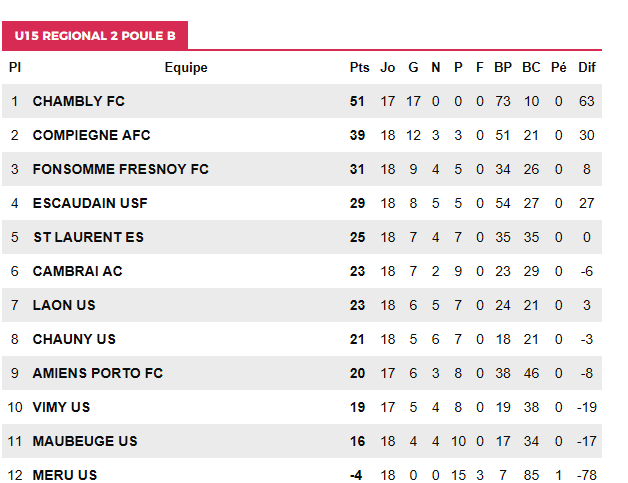 U15 REGIONAL 2 POULE B
Pl Equipe Pts Jo G N P F BP BC Pé Dif
1 CHAMBLY FC 51 17 17 0 0 0 73 10 0 63
2 COMPIEGNE AFC 39 18 12 3 3 0 51 21 0 30
3 FONSOMME FRESNOY FC 31 18 9 4 5 0 34 26 0 8
4 ESCAUDAIN USF 29 18 8 5 5 0 54 27 0 27
5 ST LAURENT ES 25 18 7 4 7 0 35 35 0 0
6 CAMBRAI AC 23 18 7 2 9 0 23 29 0 -6
7 LAON US 23 18 6 5 7 0 24 21 0 3
8 CHAUNY US 21 18 5 6 7 0 18 21 0 -3
9 AMIENS PORTO FC 20 17 6 3 8 0 38 46 0 -8
10 VIMY US 19 17 5 4 8 0 19 38 0 -19
11 MAUBEUGE US 16 18 4 4 10 0 17 34 0 -17
12 MERU US -4 18 0 0 15 3 7 85 1 -78